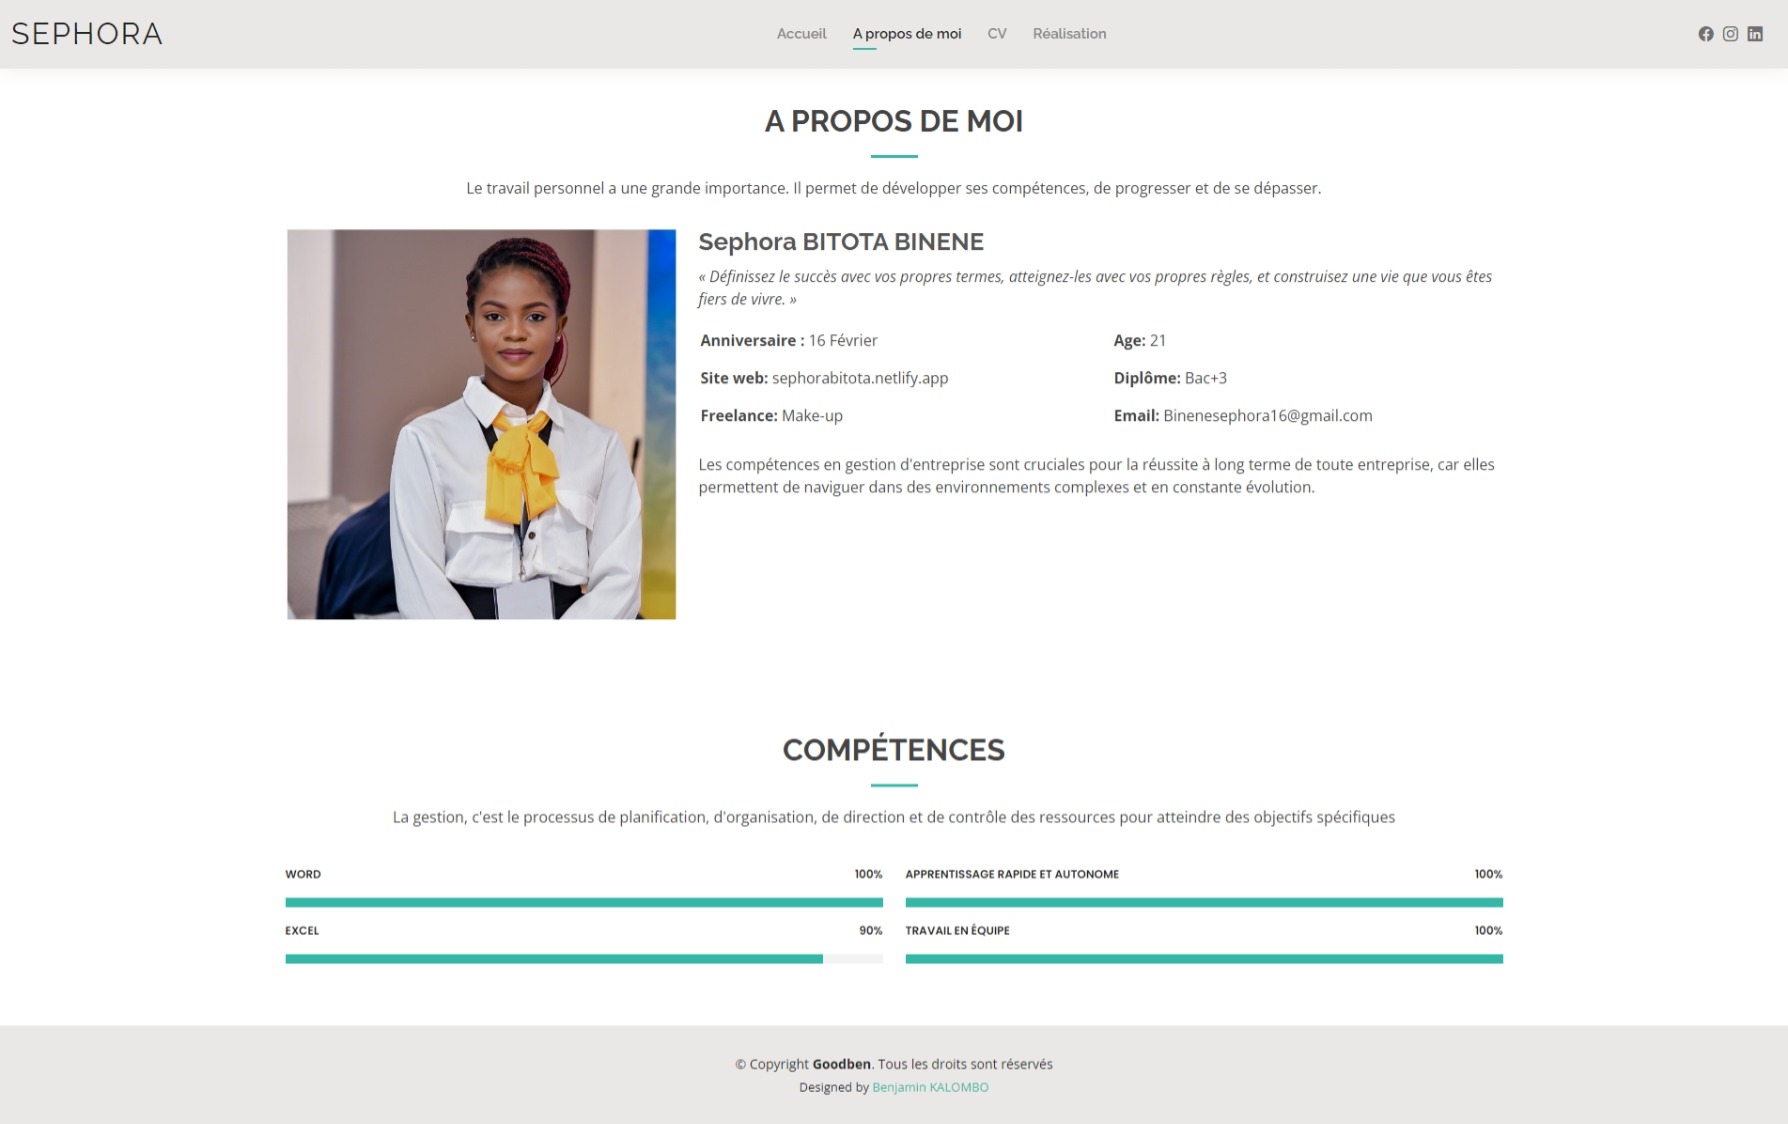 SEPHORA
Accueil A propos de moi CV Réalisation
A PROPOS DE MOI
Le travail personnel a une grande importance. Il permet de développer ses compétences, de progresser et de se dépasser.
Sephora BITOTA BINENE
« Définissez le succès avec vos propres termes, atteignez-les avec vos propres règles, et construisez une vie que vous êtes
fiers de vivre. »
Anniversaire : 16 Février
Age: 21
Site web: sephorabitota.netlify.app
Diplôme: Bac+3
Freelance: Make-up
Email: Binenesephora16@gmail.com
Les compétences en gestion d'entreprise sont cruciales pour la réussite à long terme de toute entreprise, car elles
permettent de naviguer dans des environnements complexes et en constante évolution.
COMPÉTENCES
La gestion, c'est le processus de planification, d'organisation, de direction et de contrôle des ressources pour atteindre des objectifs spécifiques
WORD 100%
APPRENTISSAGE RAPIDE ET AUTONOME 100%
EXCEL 90%
TRAVAIL EN ÉQUIPE 100%
© Copyright Goodben. Tous les droits sont réservés
Designed by Benjamin KALOMBO